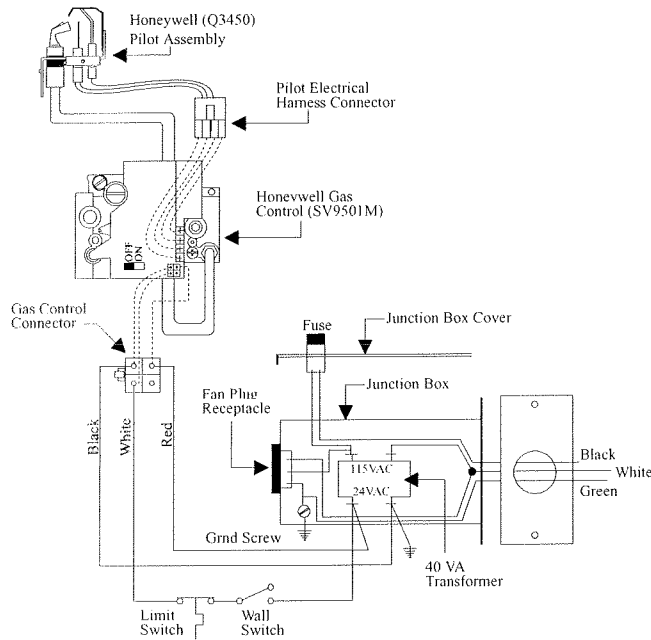 Honeywell (Q3450)
Pilot Assembly
Pilot Electrical
Harness Connector
Honeywell Gas
Control (SV9501M)
OFF
ON
Gas Control
Connector
Fuse
Junction Box Cover
Junction Box
Fan Plug
Receptacle
Black
White
Red
115VAC
24VAC
Black
White
Green
Grnd Screw
40 VA
Transformer
Limit
Switch
Wall
Switch